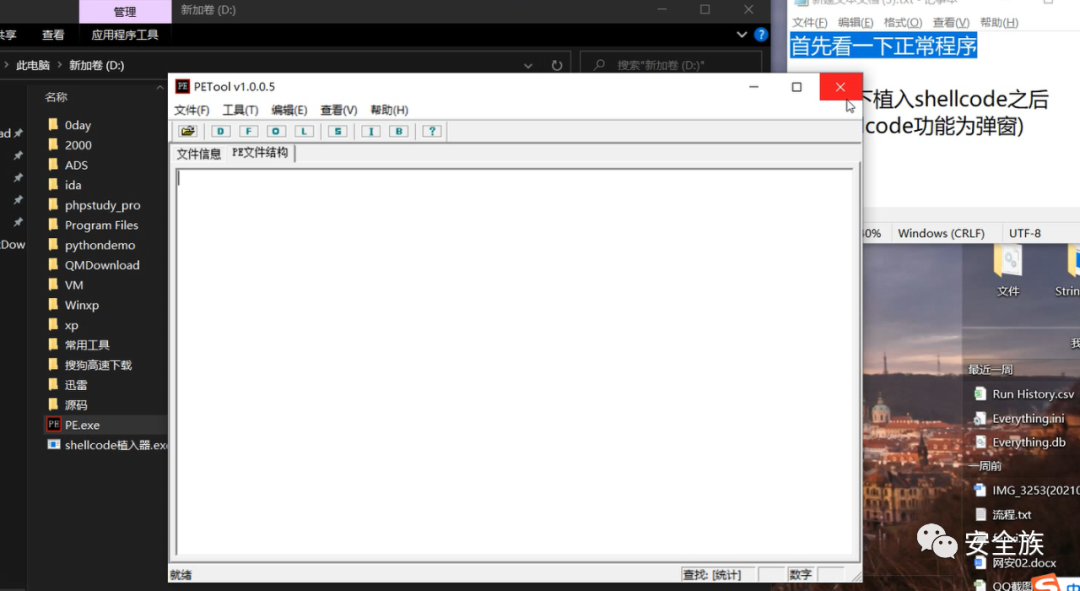 管理
新加卷 (D:)
共享
查看
应用程序工具
此电脑
新加卷 (D:)
搜索"新加卷 (D:)"
名称
0day
2000
ADS
ida
phpstudy_pro
Program Files
pythondemo
QMDownload
VM
Winxp
xp
常用工具
搜狗高速下载
迅雷
源码
PE.exe
shellcode植入器.exe
PETool v1.0.0.5
文件(F) 工具(T) 编辑(E) 查看(V) 帮助(H)
D F O L S I B ?
文件信息 PE文件结构
就绪
查找: [统计]
数字
文件(F) 编辑(E) 格式(O) 查看(V) 帮助(H)
首先看一下正常程序
下植入shellcode之后
code功能为弹窗)
Windows (CRLF)
UTF-8
文件
Strin
最近一周
Run History.csv
Everything.ini
Everything.db
一周前
IMG_3253(20210
流程.txt
网安02.docx
QQ截图
安全族